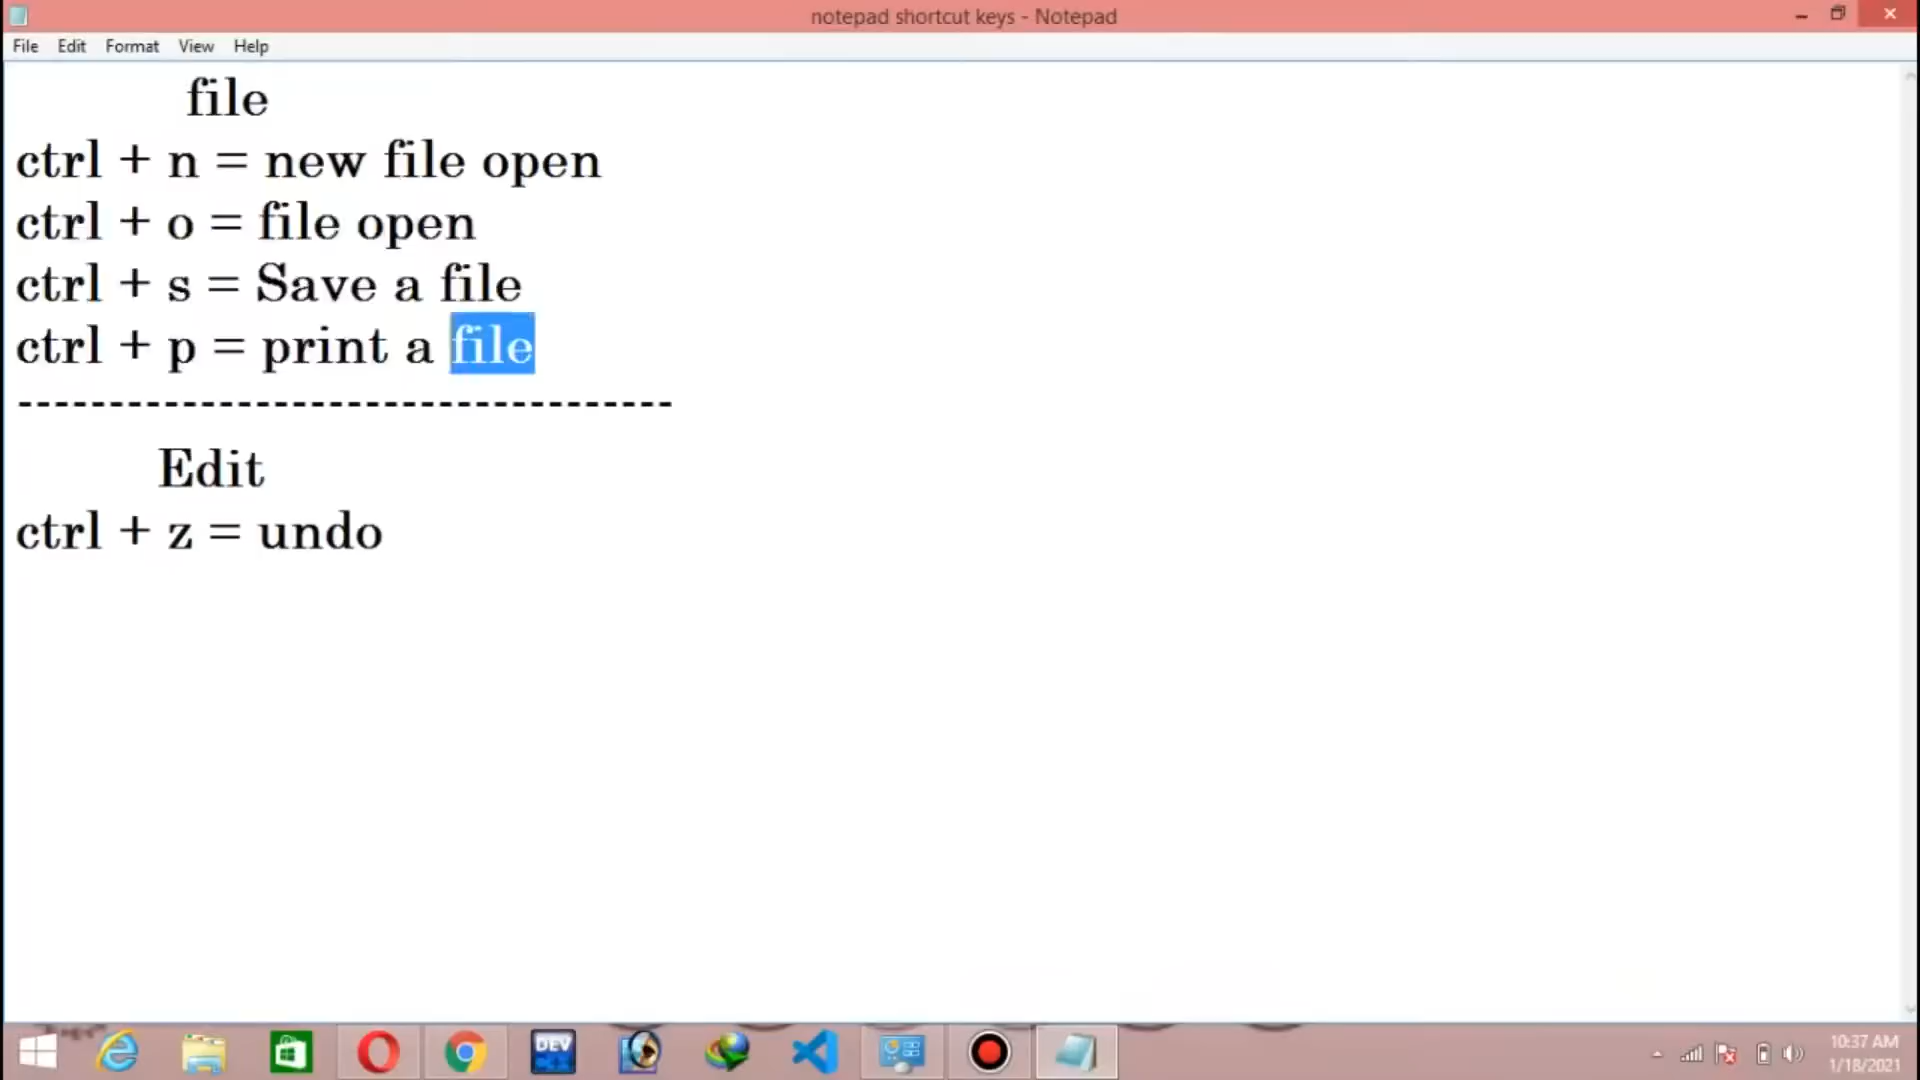 notepad shortcut keys - Notepad
File Edit Format View Help
file
ctrl + n = new file open
ctrl + o = file open
ctrl + s = Save a file
ctrl + p = print a file
------------------------------------
Edit
ctrl + z = undo
DEV
10:37 AM
1/18/2021